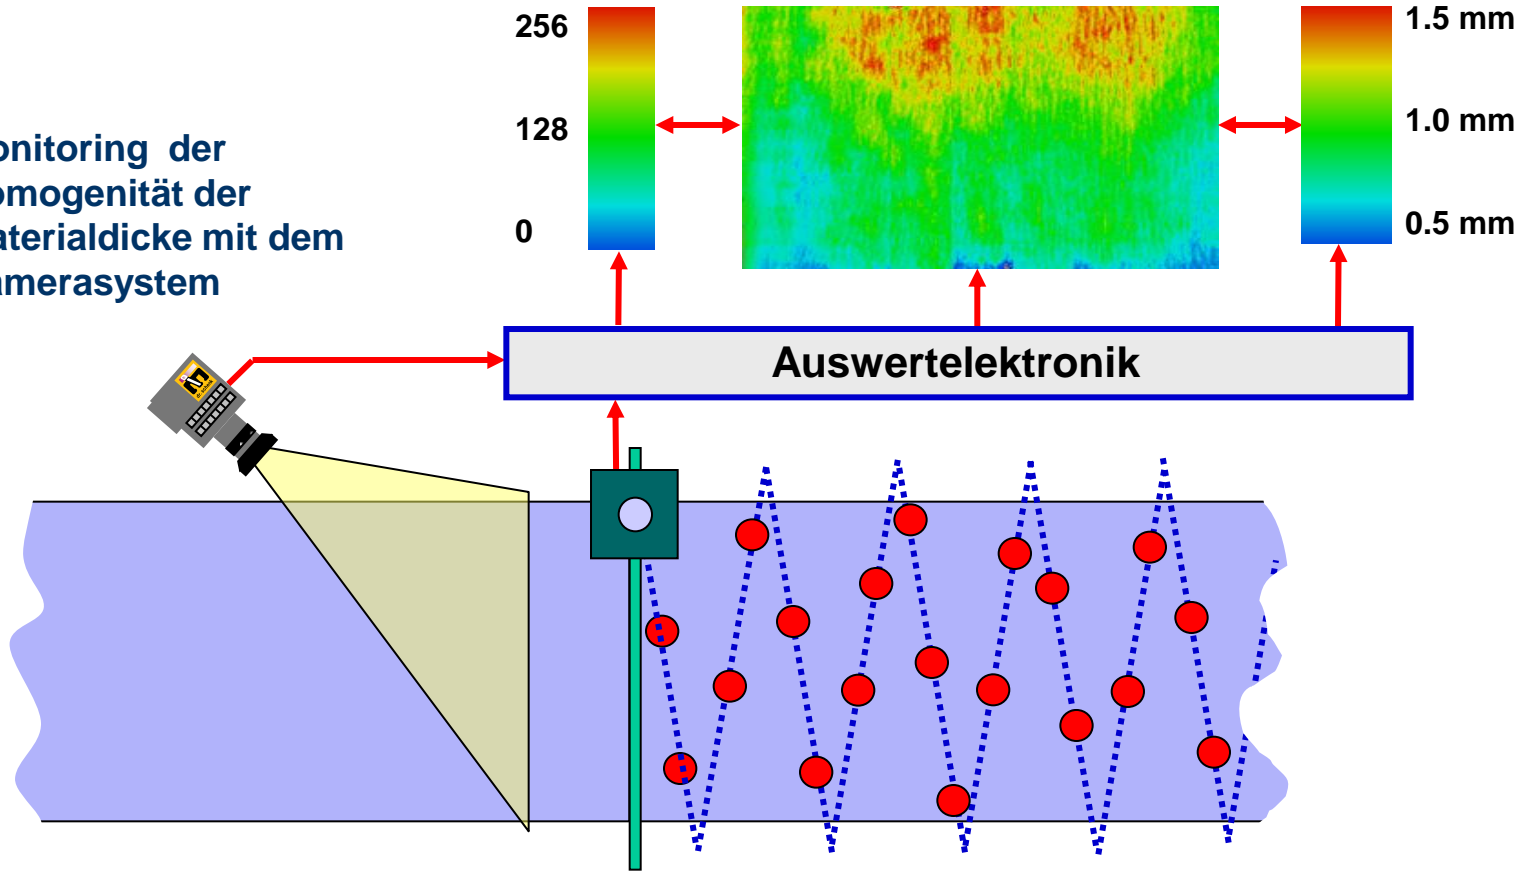 256
1.5 mm
128
1.0 mm
onitoring der
omogenität der
aterialdicke mit dem
amerasystem
0
0.5 mm
Auswertelektronik